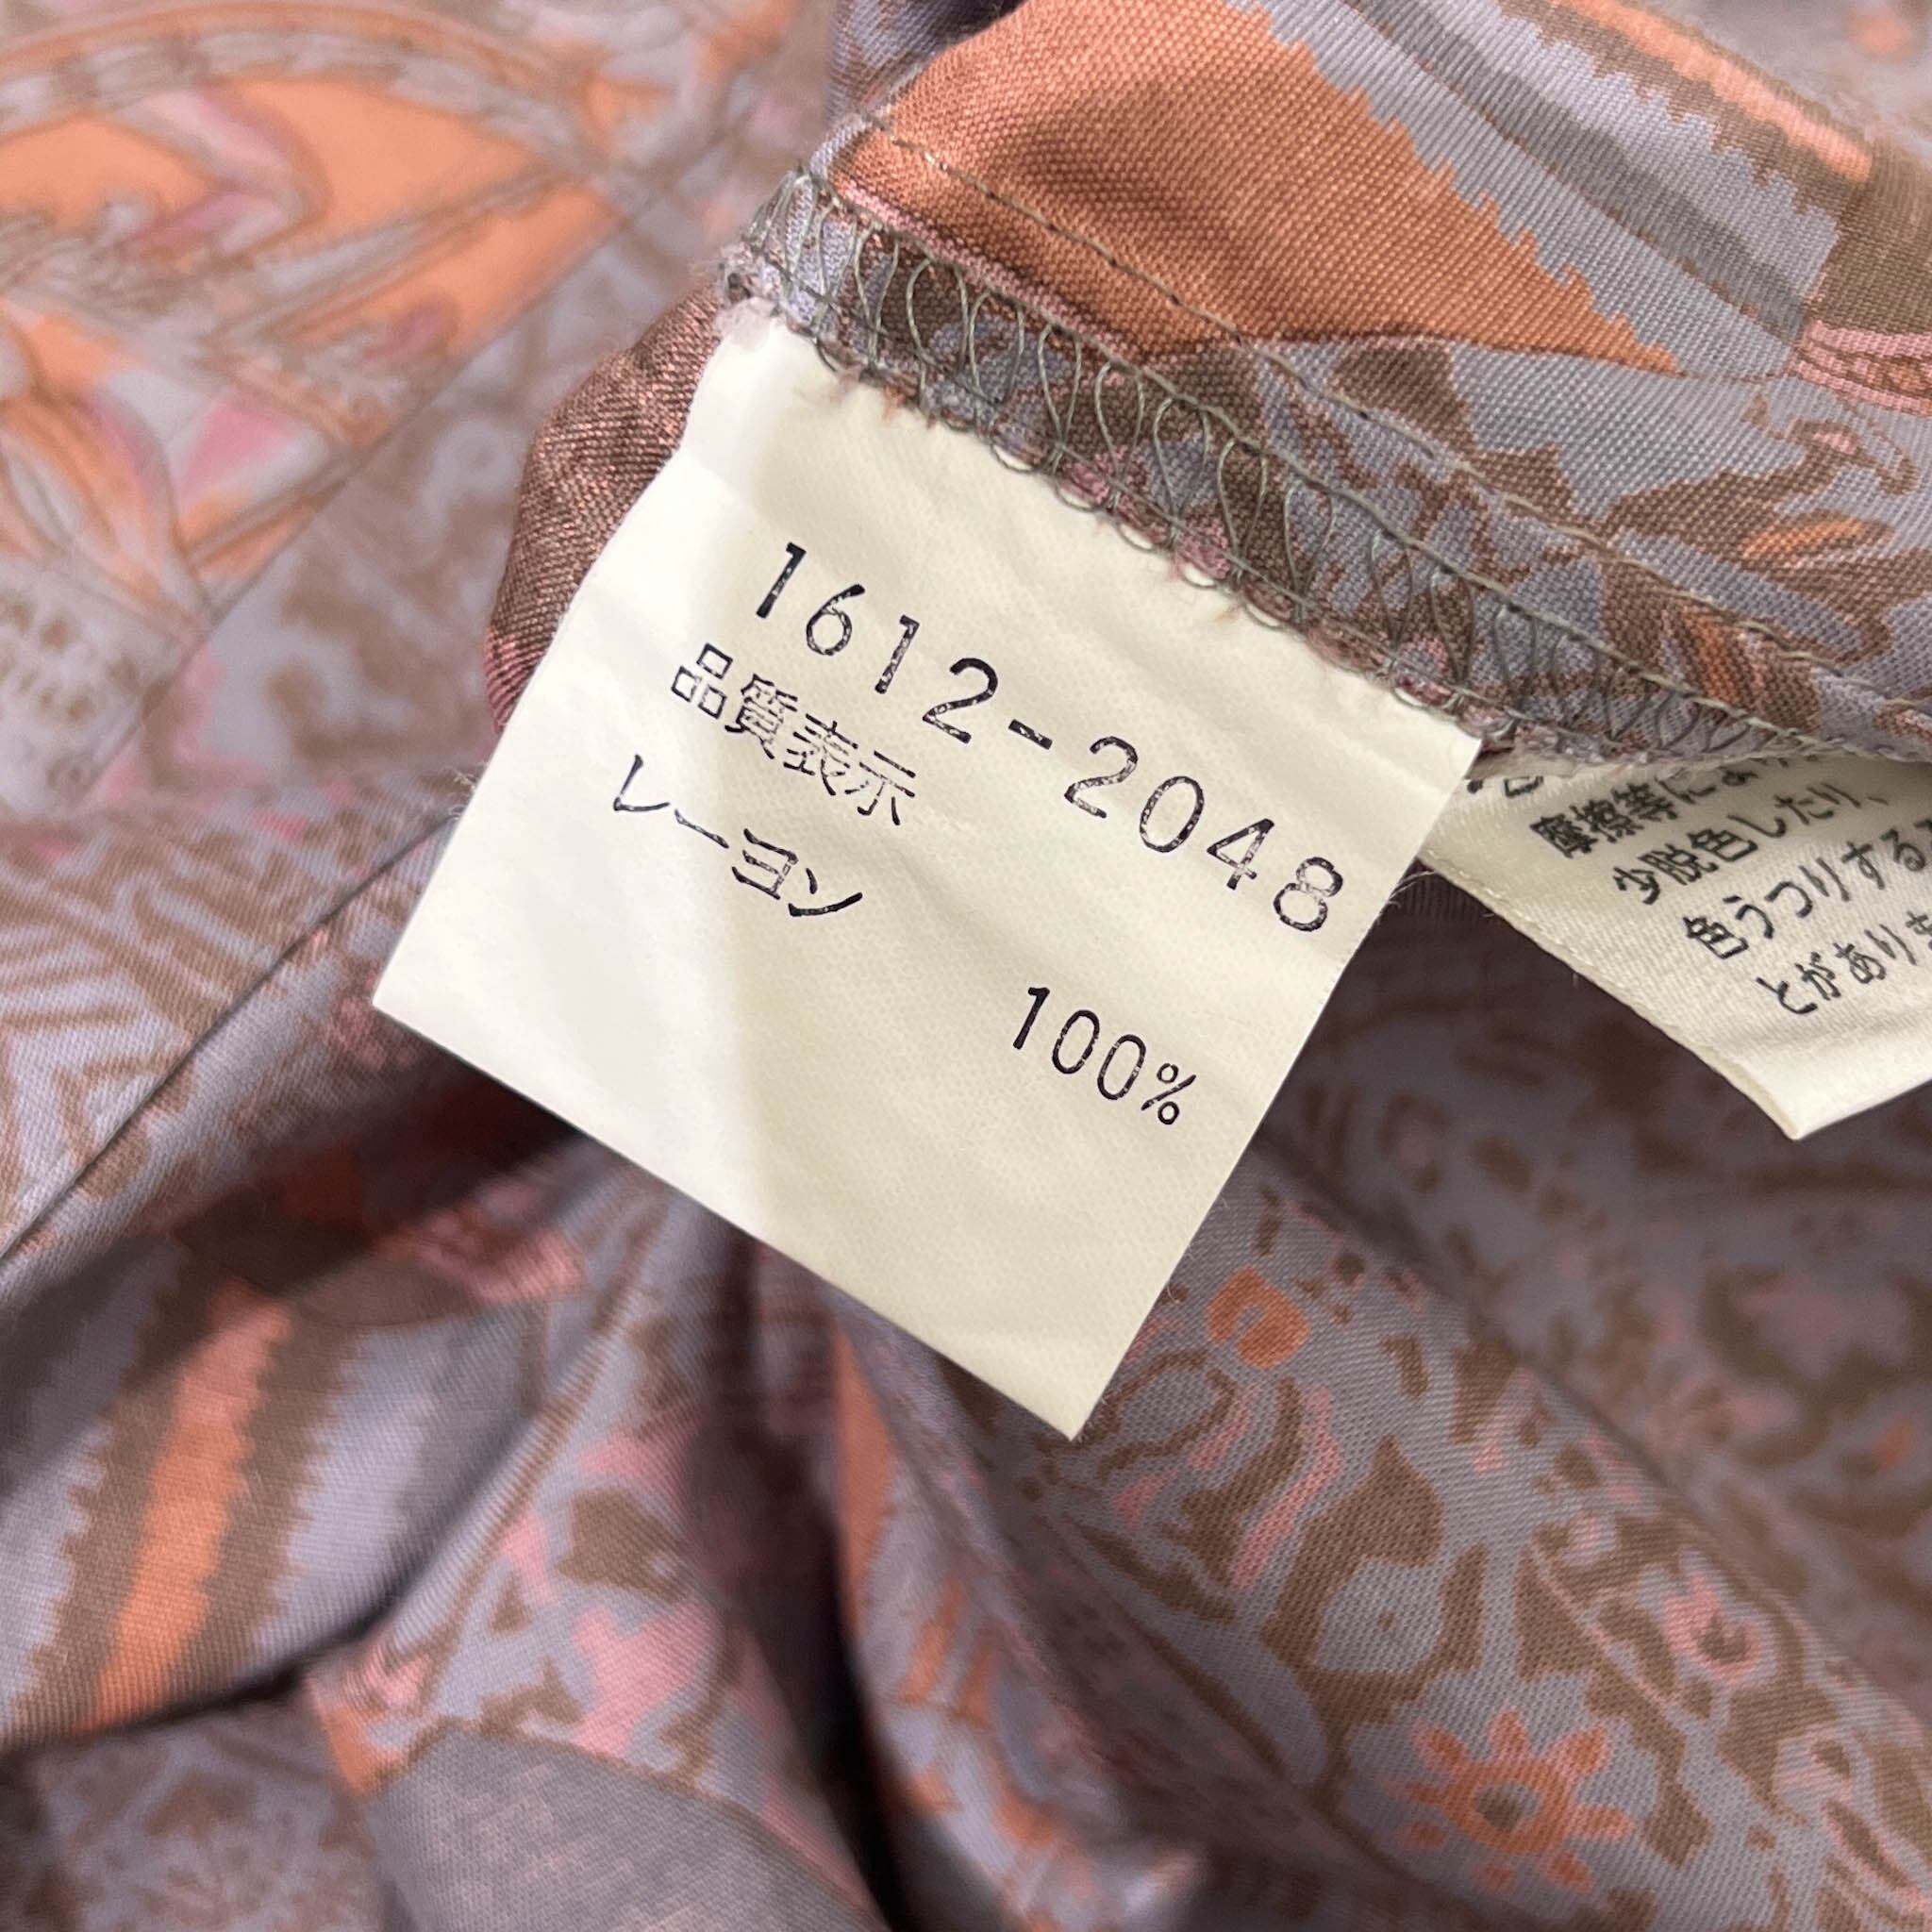 1612-2048
品質表示
レーヨン
100%
摩擦等により
少脱色したり、
色うつりする
とがありま